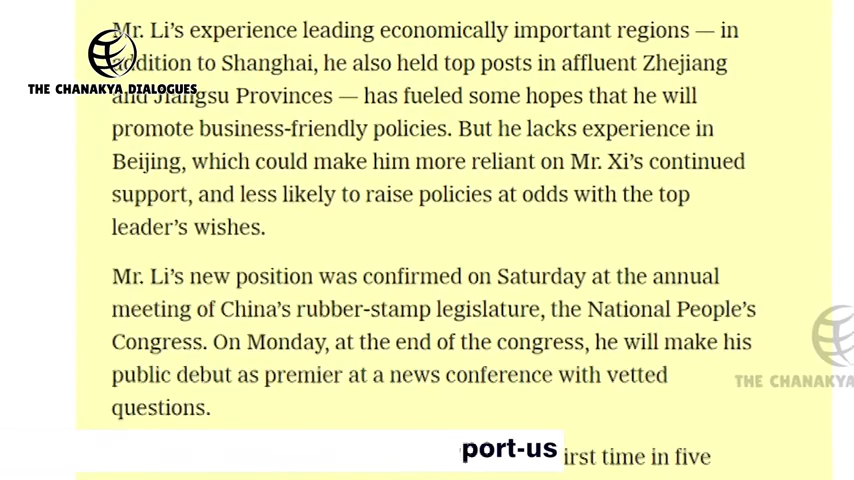 Mr. Li’s experience leading economically important regions — in
addition to Shanghai, he also held top posts in affluent Zhejiang
and Jiangsu Provinces — has fueled some hopes that he will
promote business-friendly policies. But he lacks experience in
Beijing, which could make him more reliant on Mr. Xi’s continued
support, and less likely to raise policies at odds with the top
leader’s wishes.
Mr. Li’s new position was confirmed on Saturday at the annual
meeting of China’s rubber-stamp legislature, the National People’s
Congress. On Monday, at the end of the congress, he will make his
public debut as premier at a news conference with vetted
questions.
port-us
irst time in five
THE CHANAKYA DIALOGUES
THE CHANAKYA